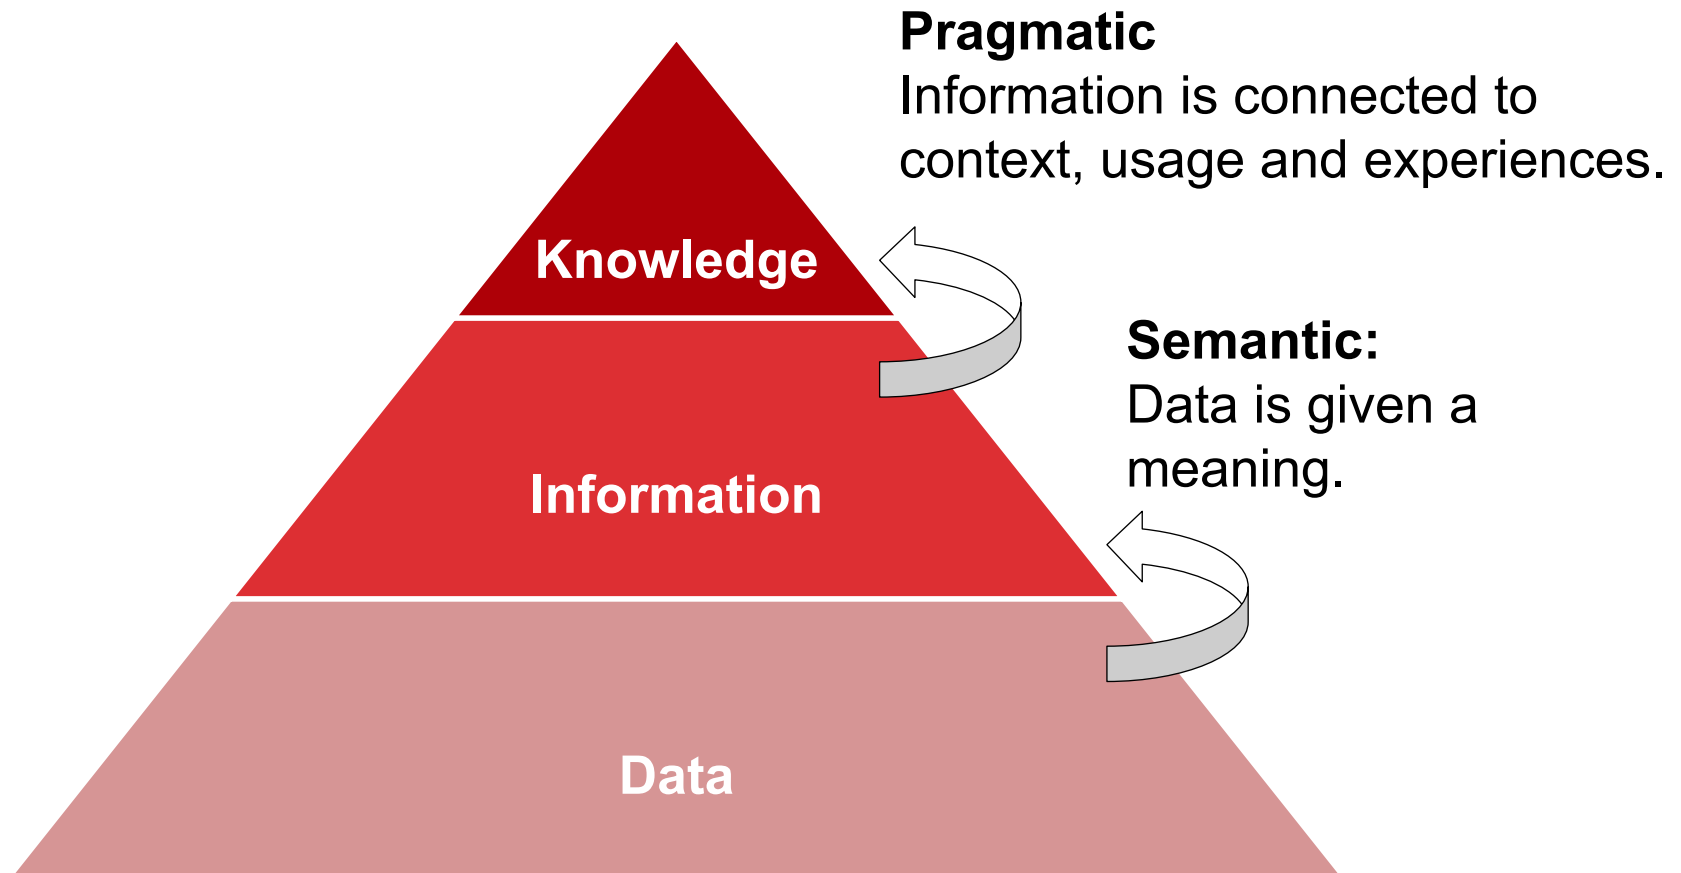 Pragmatic
Information is connected to
context, usage and experiences.
Knowledge
Semantic:
Data is given a
meaning.
Information
Data